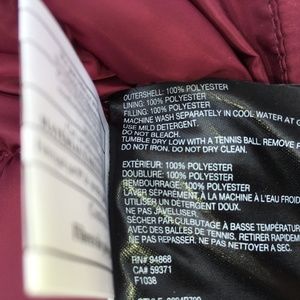 OUTERSHELL: 100% POLYESTER
LINING: 100% POLYESTER
FILLING: 100% POLYESTER
MACHINE WASH SEPARATELY IN COOL WATER AT
USE MILD DETERGENT.
DO NOT BLEACH.
TUMBLE DRY LOW WITH A TENNIS BALL. REMOVE
DO NOT IRON. DO NOT DRY CLEAN.
EXTÉRIEUR: 100% POLYESTER
DOUBLURE: 100% POLYESTER
REMBOURRAGE: 100% POLYESTER
LAVER SÉPARÉMENT À LA MACHINE À L'EAU FROID
UTILISER UN DÉTERGENT DOUX.
NE PAS JAVELLISER.
SÉCHER PAR CULBUTAGE À BASSE TEMPÉRATUR
AVEC DES BALLES DE TENNIS. RETIRER RAPIDEM
NE PAS REPASSER. NE PAS NETTOYER À SEC.
RN# 94868
CA# 59371
F1038